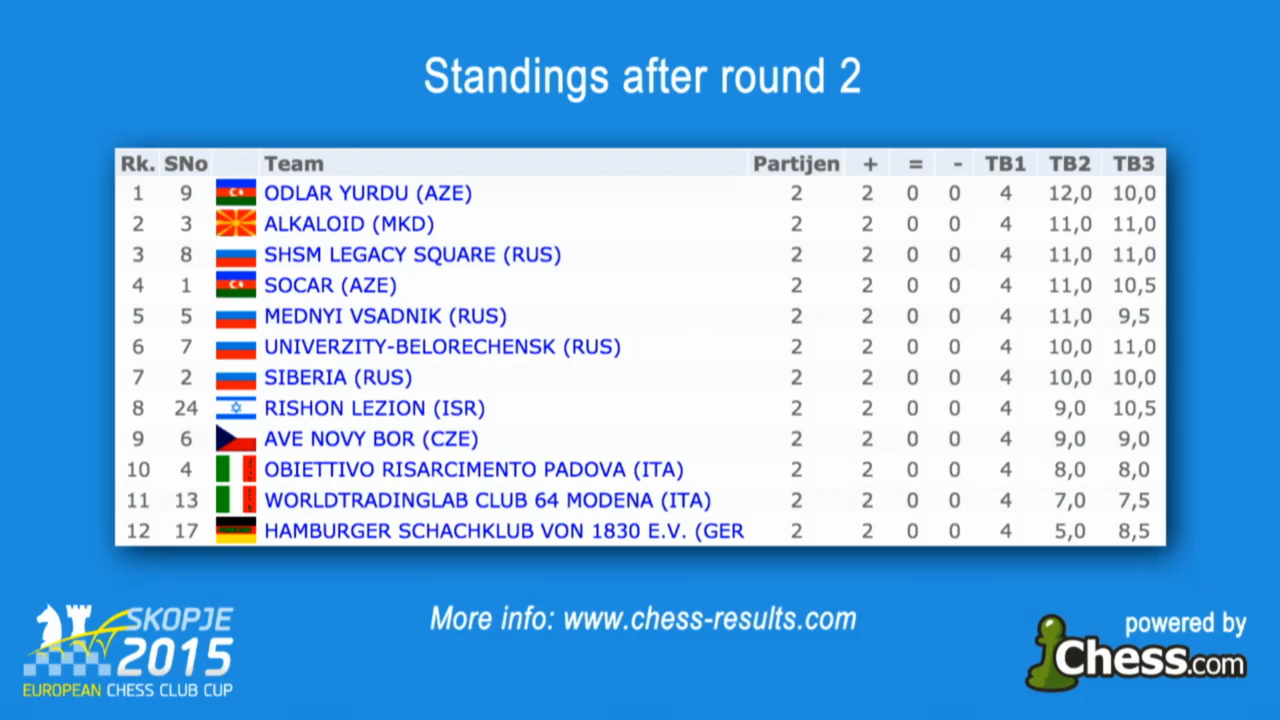 Standings after round 2
Rk. SNo Team Partijen + = - TB1 TB2 TB3
1 9 ODLAR YURDU (AZE) 2 2 0 0 4 12,0 10,0
2 3 ALKALOID (MKD) 2 2 0 0 4 11,0 11,0
3 8 SHSM LEGACY SQUARE (RUS) 2 2 0 0 4 11,0 11,0
4 1 SOCAR (AZE) 2 2 0 0 4 11,0 10,5
5 5 MEDNYI VSADNIK (RUS) 2 2 0 0 4 11,0 9,5
6 7 UNIVERZITY-BELORECHENSK (RUS) 2 2 0 0 4 10,0 11,0
7 2 SIBERIA (RUS) 2 2 0 0 4 10,0 10,0
8 24 RISHON LEZION (ISR) 2 2 0 0 4 9,0 10,5
9 6 AVE NOVY BOR (CZE) 2 2 0 0 4 9,0 9,0
10 4 OBIETTIVO RISARCIMENTO PADOVA (ITA) 2 2 0 0 4 8,0 8,0
11 13 WORLDTRADINGLAB CLUB 64 MODENA (ITA) 2 2 0 0 4 7,0 7,5
12 17 HAMBURGER SCHACHKLUB VON 1830 E.V. (GER 2 2 0 0 4 5,0 8,5
SKOPJE
2015
EUROPEAN CHESS CLUB CUP
More info: www.chess-results.com
powered by
Chess.com